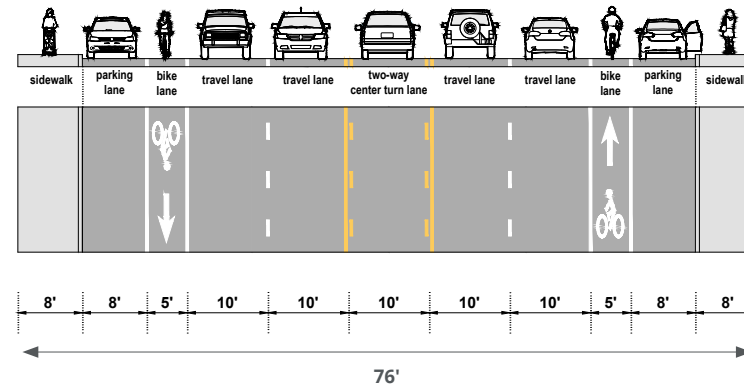 sidewalk
parking
lane
bike
lane
travel lane
travel lane
two-way
center turn lane
travel lane
travel lane
bike
lane
parking
lane
sidewal
8' 8' 5' 10' 10' 10' 10' 10' 5' 8' 8'
76'